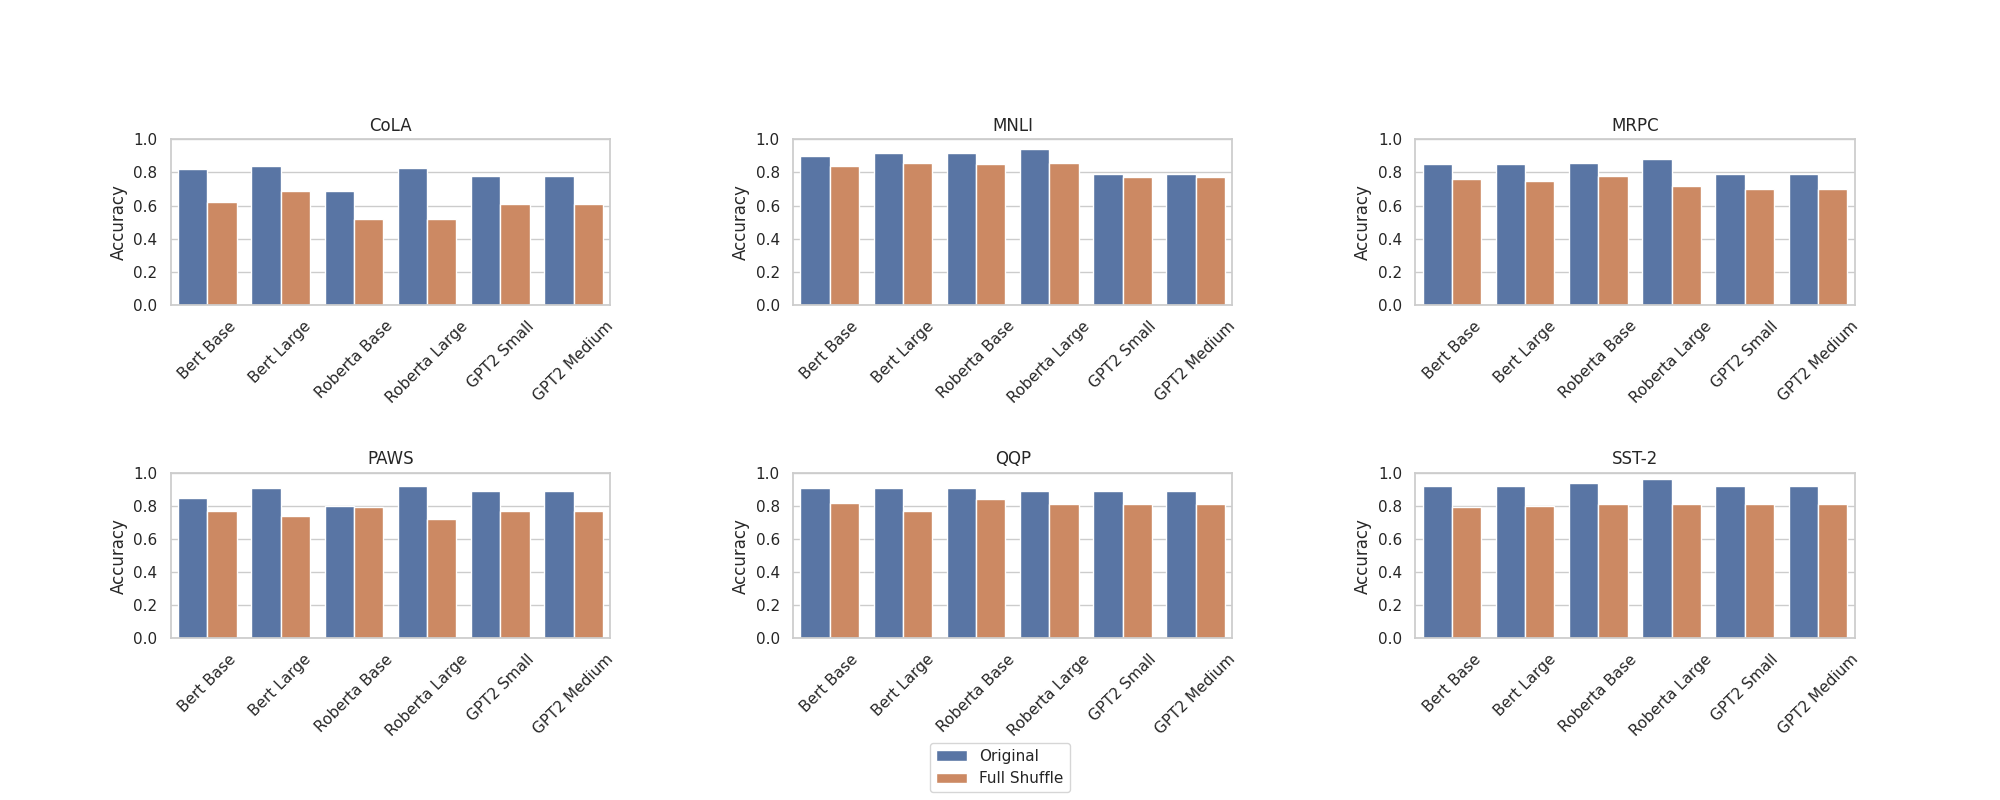 CoLA
1.0
0.8
0.6
0.4
0.2
0.0
Accuracy
Bert Base
Bert Large
Roberta Base
Roberta Large
GPT2 Small
GPT2 Medium
MNLI
1.0
0.8
0.6
0.4
0.2
0.0
Accuracy
Bert Base
Bert Large
Roberta Base
Roberta Large
GPT2 Small
GPT2 Medium
MRPC
1.0
0.8
0.6
0.4
0.2
0.0
Accuracy
Bert Base
Bert Large
Roberta Base
Roberta Large
GPT2 Small
GPT2 Medium
PAWS
1.0
0.8
0.6
0.4
0.2
0.0
Accuracy
Bert Base
Bert Large
Roberta Base
Roberta Large
GPT2 Small
GPT2 Medium
QQP
1.0
0.8
0.6
0.4
0.2
0.0
Accuracy
Bert Base
Bert Large
Roberta Base
Roberta Large
GPT2 Small
GPT2 Medium
SST-2
1.0
0.8
0.6
0.4
0.2
0.0
Accuracy
Bert Base
Bert Large
Roberta Base
Roberta Large
GPT2 Small
GPT2 Medium
Original
Full Shuffle